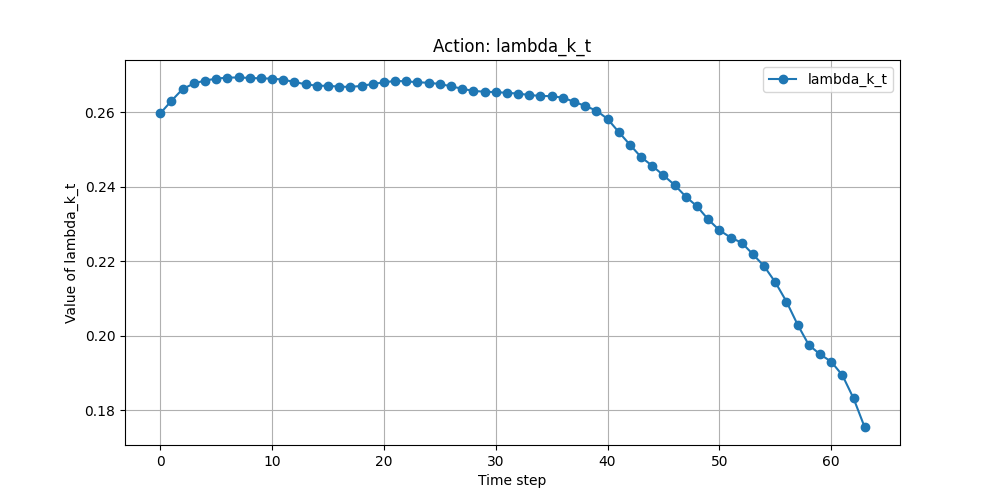 Action: lambda_k_t
lambda_k_t
Value of lambda_k_t
0.26
0.24
0.22
0.20
0.18
0 10 20 30 40 50 60
Time step